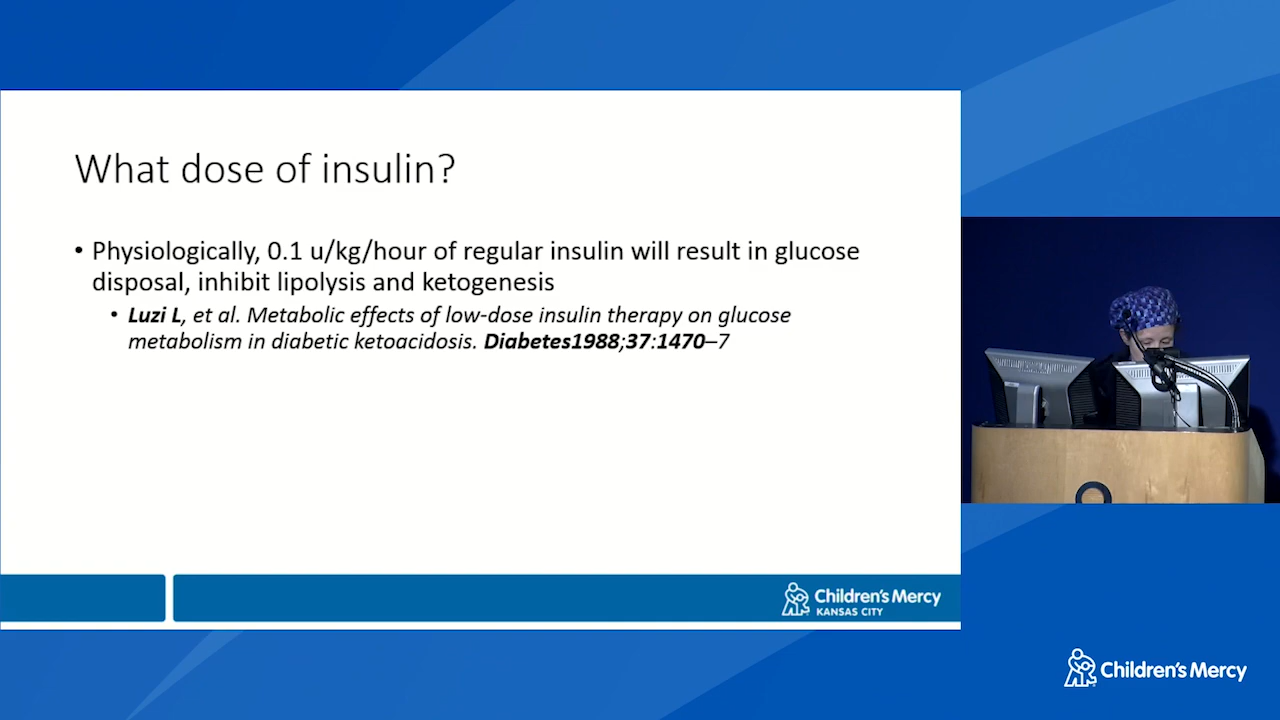 What dose of insulin?
• Physiologically, 0.1 u/kg/hour of regular insulin will result in glucose
disposal, inhibit lipolysis and ketogenesis
• Luzi L, et al. Metabolic effects of low-dose insulin therapy on glucose
metabolism in diabetic ketoacidosis. Diabetes1988;37:1470–7
Children's Mercy
KANSAS CITY
Children's Mercy